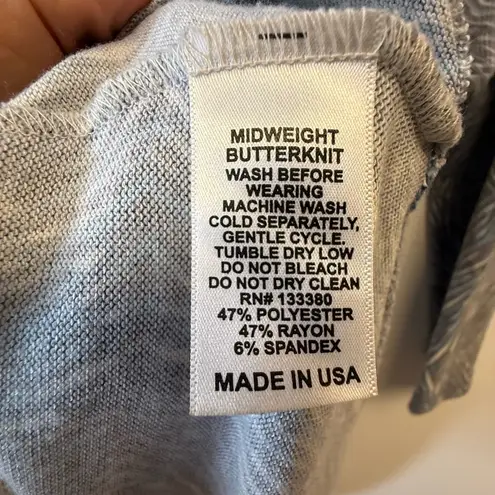 MIDWEIGHT
BUTTERKNIT
WASH BEFORE
WEARING
MACHINE WASH
COLD SEPARATELY,
GENTLE CYCLE.
TUMBLE DRY LOW
DO NOT BLEACH
DO NOT DRY CLEAN
RN# 133380
47% POLYESTER
47% RAYON
6% SPANDEX
MADE IN USA